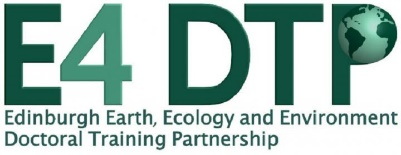 E4 DTP
Edinburgh Earth, Ecology and Environment
Doctoral Training Partnership